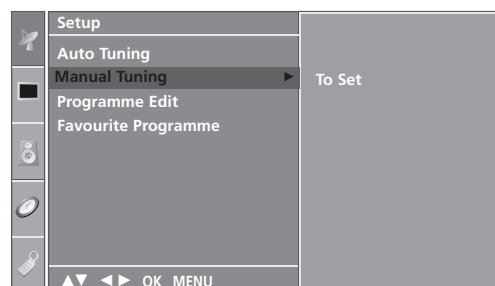 Setup
Auto Tuning
Manual Tuning ► To Set
Programme Edit
Favourite Programme
▲▼ ◄► OK MENU